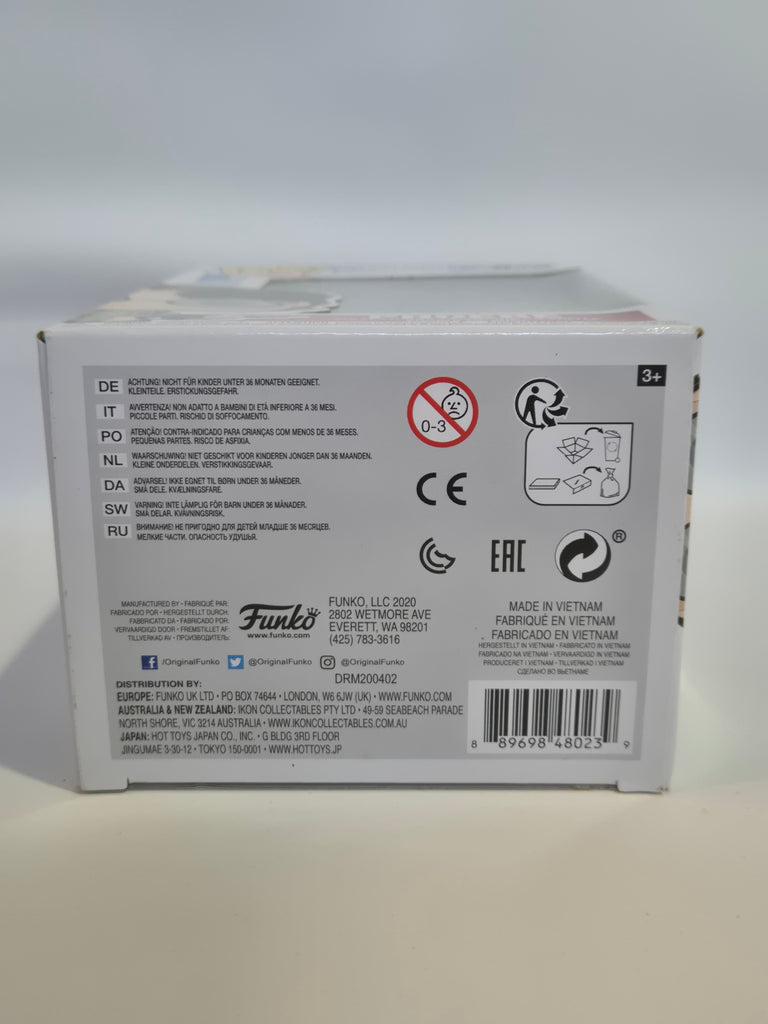 3+
DE ACHTUNG! NICHT FÜR KINDER UNTER 36 MONATEN GEEIGNET.
KLEINTEILE. ERSTICKUNGSGEFAHR.
IT AVVERTENZA! NON ADATTO A BAMBINI DI ETÀ INFERIORE A 36 MESI.
PICCOLE PARTI. RISCHIO DI SOFFOCAMENTO.
PO ATENÇÃO! CONTRA-INDICADO PARA CRIANÇAS COM MENOS DE 36 MESES.
PEQUENAS PARTES. RISCO DE ASFIXIA.
NL WAARSCHUWING! NIET GESCHIKT VOOR KINDEREN JONGER DAN 36 MAANDEN.
KLEINE ONDERDELEN. VERSTIKKINGSGEVAAR.
DA ADVARSEL! IKKE EGNET TIL BØRN UNDER 36 MÅNEDER.
SMÅ DELE. KVÆLNINGSFARE.
SW VARNING! INTE LÄMPLIG FÖR BARN UNDER 36 MÅNADER.
SMÅ DELAR. KVÄVNINGSRISK.
RU ВНИМАНИЕ! НЕ ПРИГОДНО ДЛЯ ДЕТЕЙ МЛАДШЕ 36 МЕСЯЦЕВ.
МЕЛКИЕ ЧАСТИ. ОПАСНОСТЬ УДУШЬЯ.
0-3
CE
EAC
®
MANUFACTURED BY • FABRIQUÉ PAR:
FABRICADO POR • HERGESTELLT DURCH:
FABBRICATO DA • FABRICADO POR:
VERVAARDIGD DOOR • FREMSTILLET AF:
TILLVERKAD AV • ПРОИЗВОДИТЕЛЬ:
Funko
www.funko.com
FUNKO, LLC 2020
2802 WETMORE AVE
EVERETT, WA 98201
(425) 783-3616
MADE IN VIETNAM
FABRIQUÉ EN VIETNAM
FABRICADO EN VIETNAM
HERGESTELLT IN VIETNAM • FABBRICATO IN VIETNAM
FABRICADO NA VIETNAM • VERVAARDIGD IN VIETNAM
PRODUCERET I VIETNAM • TILLVERKAD I VIETNAM
СДЕЛАНО ВО ВЬЕТНАМЕ
/OriginalFunko @OriginalFunko @OriginalFunko
DRM200402
DISTRIBUTION BY:
EUROPE: FUNKO UK LTD • PO BOX 74644 • LONDON, W6 6JW (UK) • WWW.FUNKO.COM
AUSTRALIA & NEW ZEALAND: IKON COLLECTABLES PTY LTD • 49-59 SEABEACH PARADE
NORTH SHORE, VIC 3214 AUSTRALIA • WWW.IKONCOLLECTABLES.COM.AU
JAPAN: HOT TOYS JAPAN CO., INC. • G BLDG 3RD FLOOR
JINGUMAE 3-30-12 • TOKYO 150-0001 • WWW.HOTTOYS.JP
8 89698 48023 9